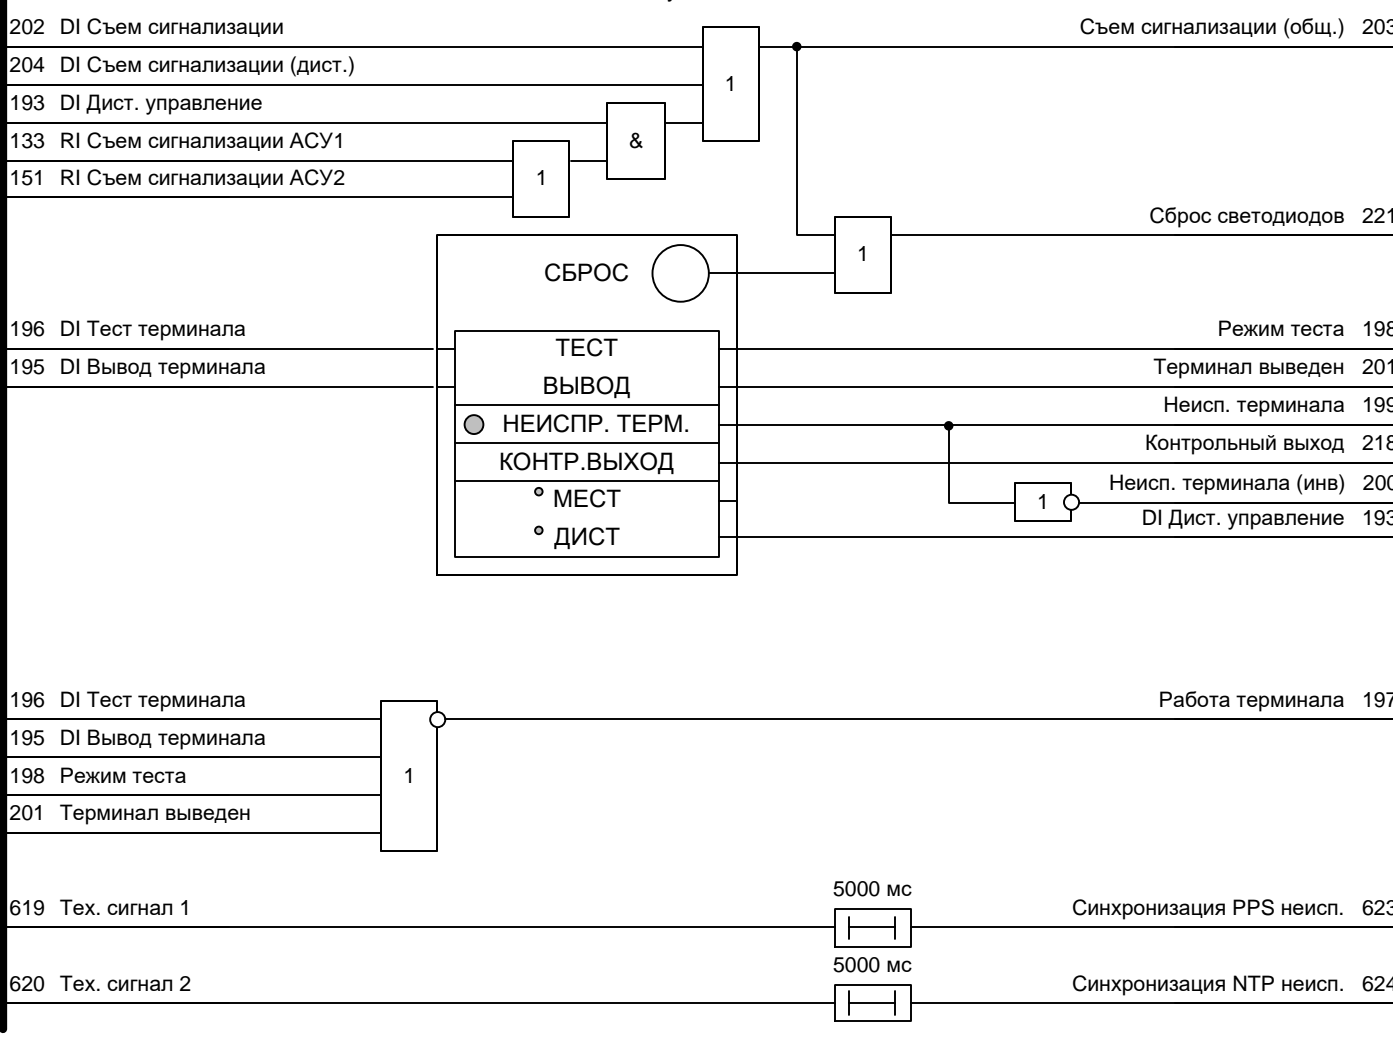 202 DI Съем сигнализации
Съем сигнализации (общ.) 203
204 DI Съем сигнализации (дист.)
1
193 DI Дист. управление
133 RI Съем сигнализации АСУ1
&
151 RI Съем сигнализации АСУ2
1
Сброс светодиодов 221
1
СБРОС
196 DI Тест терминала
ТЕСТ
Режим теста 198
195 DI Вывод терминала
ВЫВОД
Терминал выведен 201
НЕИСПР. ТЕРМ.
Неисп. терминала 199
КОНТР.ВЫХОД
Контрольный выход 218
МЕСТ
1
Неисп. терминала (инв) 200
ДИСТ
DI Дист. управление 193
196 DI Тест терминала
Работа терминала 197
195 DI Вывод терминала
198 Режим теста
1
201 Терминал выведен
5000 мс
619 Тех. сигнал 1
Синхронизация PPS неисп. 623
5000 мс
620 Тех. сигнал 2
Синхронизация NTP неисп. 624